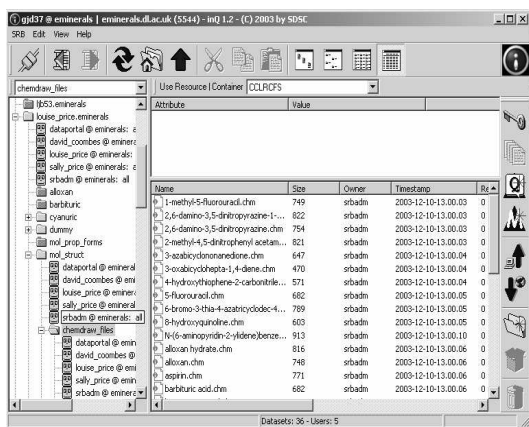 gjd37 @ eminerals | eminerals.dl.ac.uk (5544) - inQ 1.2 - (C) 2003 by SDSC
SRB Edit View Help
chemdraw_files
Use Resource | Container CCLRCFS
ljb53.eminerals
louise_price.eminerals
dataportal @ eminerals: a
david_coombes @ eminera
louise_price @ eminerals:
sally_price @ eminerals: a
srbadm @ eminerals: all
alloxan
barbituric
cyanuric
dummy
mol_prop_forms
mol_struct
dataportal @ emineral
david_coombes @ emi
louise_price @ eminera
sally_price @ eminera
srbadm @ eminerals: all
chemdraw_files
dataportal @ emin
david_coombes @
louise_price @ emi
sally_price @ emin
srbadm @ eminera
Attribute Value
Name Size Owner Timestamp Re
1-methyl-5-fluorouracil.chm 749 srbadm 2003-12-10-13.00.03 0
2,6-damino-3,5-dinitropyrazine-1-... 822 srbadm 2003-12-10-13.00.03 0
2,6-diamino-3,5-dinitropyrazine.chm 754 srbadm 2003-12-10-13.00.03 0
2-methyl-4,5-dinitrophenyl acetam... 821 srbadm 2003-12-10-13.00.03 0
3-azabicydononanedione.chm 647 srbadm 2003-12-10-13.00.04 0
3-oxabicyclohepta-1,4-diene.chm 470 srbadm 2003-12-10-13.00.04 0
4-hydroxythiophene-2-carbonitrile... 571 srbadm 2003-12-10-13.00.04 0
5-fluorouracil.chm 682 srbadm 2003-12-10-13.00.05 0
6-bromo-3-thia-4-azatricyclodec-4... 789 srbadm 2003-12-10-13.00.05 0
8-hydroxyquinoline.chm 603 srbadm 2003-12-10-13.00.05 0
N-(6-aminopyridin-2-ylidene)benze... 913 srbadm 2003-12-10-13.00.10 0
alloxan hydrate.chm 816 srbadm 2003-12-10-13.00.06 0
alloxan.chm 748 srbadm 2003-12-10-13.00.06 0
aspirin.chm 771 srbadm 2003-12-10-13.00.06 0
barbituric acid.chm 682 srbadm 2003-12-10-13.00.06 0
Datasets: 36 - Users: 5